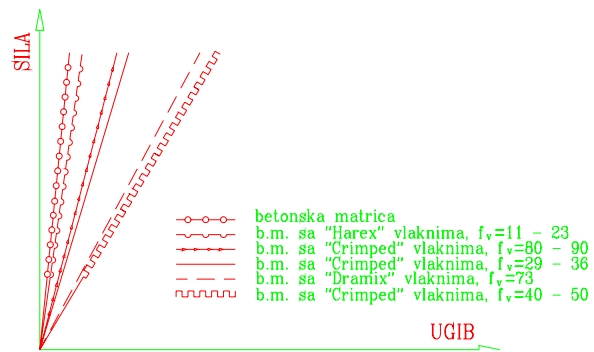 SILA
betonska matrica
b.m. sa "Harex" vlaknima, fv=11 - 23
b.m. sa "Crimped" vlaknima, fv=80 - 90
b.m. sa "Crimped" vlaknima, fv=29 - 36
b.m. sa "Dramix" vlaknima, fv=73
b.m. sa "Crimped" vlaknima, fv=40 - 50
UGIB